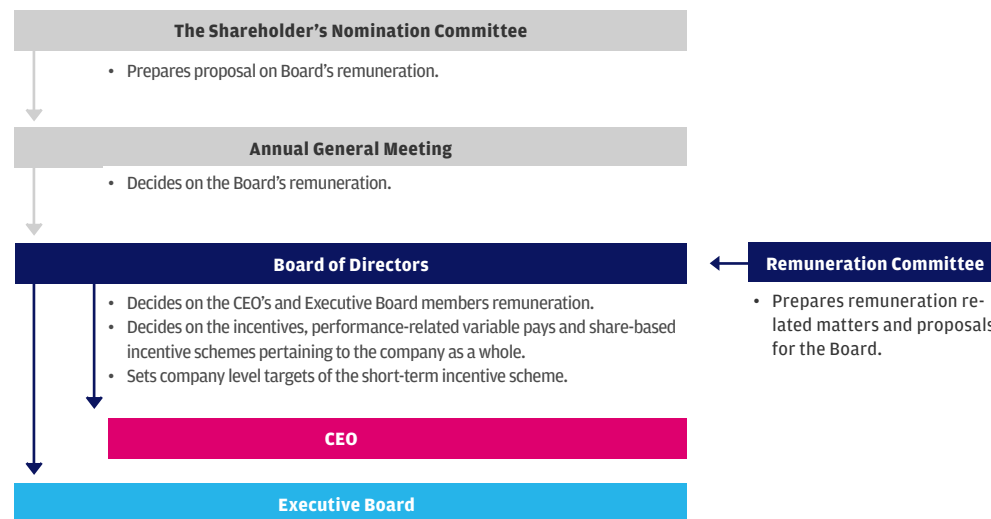 The Shareholder’s Nomination Committee
• Prepares proposal on Board’s remuneration.
Annual General Meeting
• Decides on the Board’s remuneration.
Board of Directors
• Decides on the CEO’s and Executive Board members remuneration.
• Decides on the incentives, performance-related variable pays and share-based
incentive schemes pertaining to the company as a whole.
• Sets company level targets of the short-term incentive scheme.
Remuneration Committee
• Prepares remuneration re-
lated matters and proposals
for the Board.
CEO
Executive Board